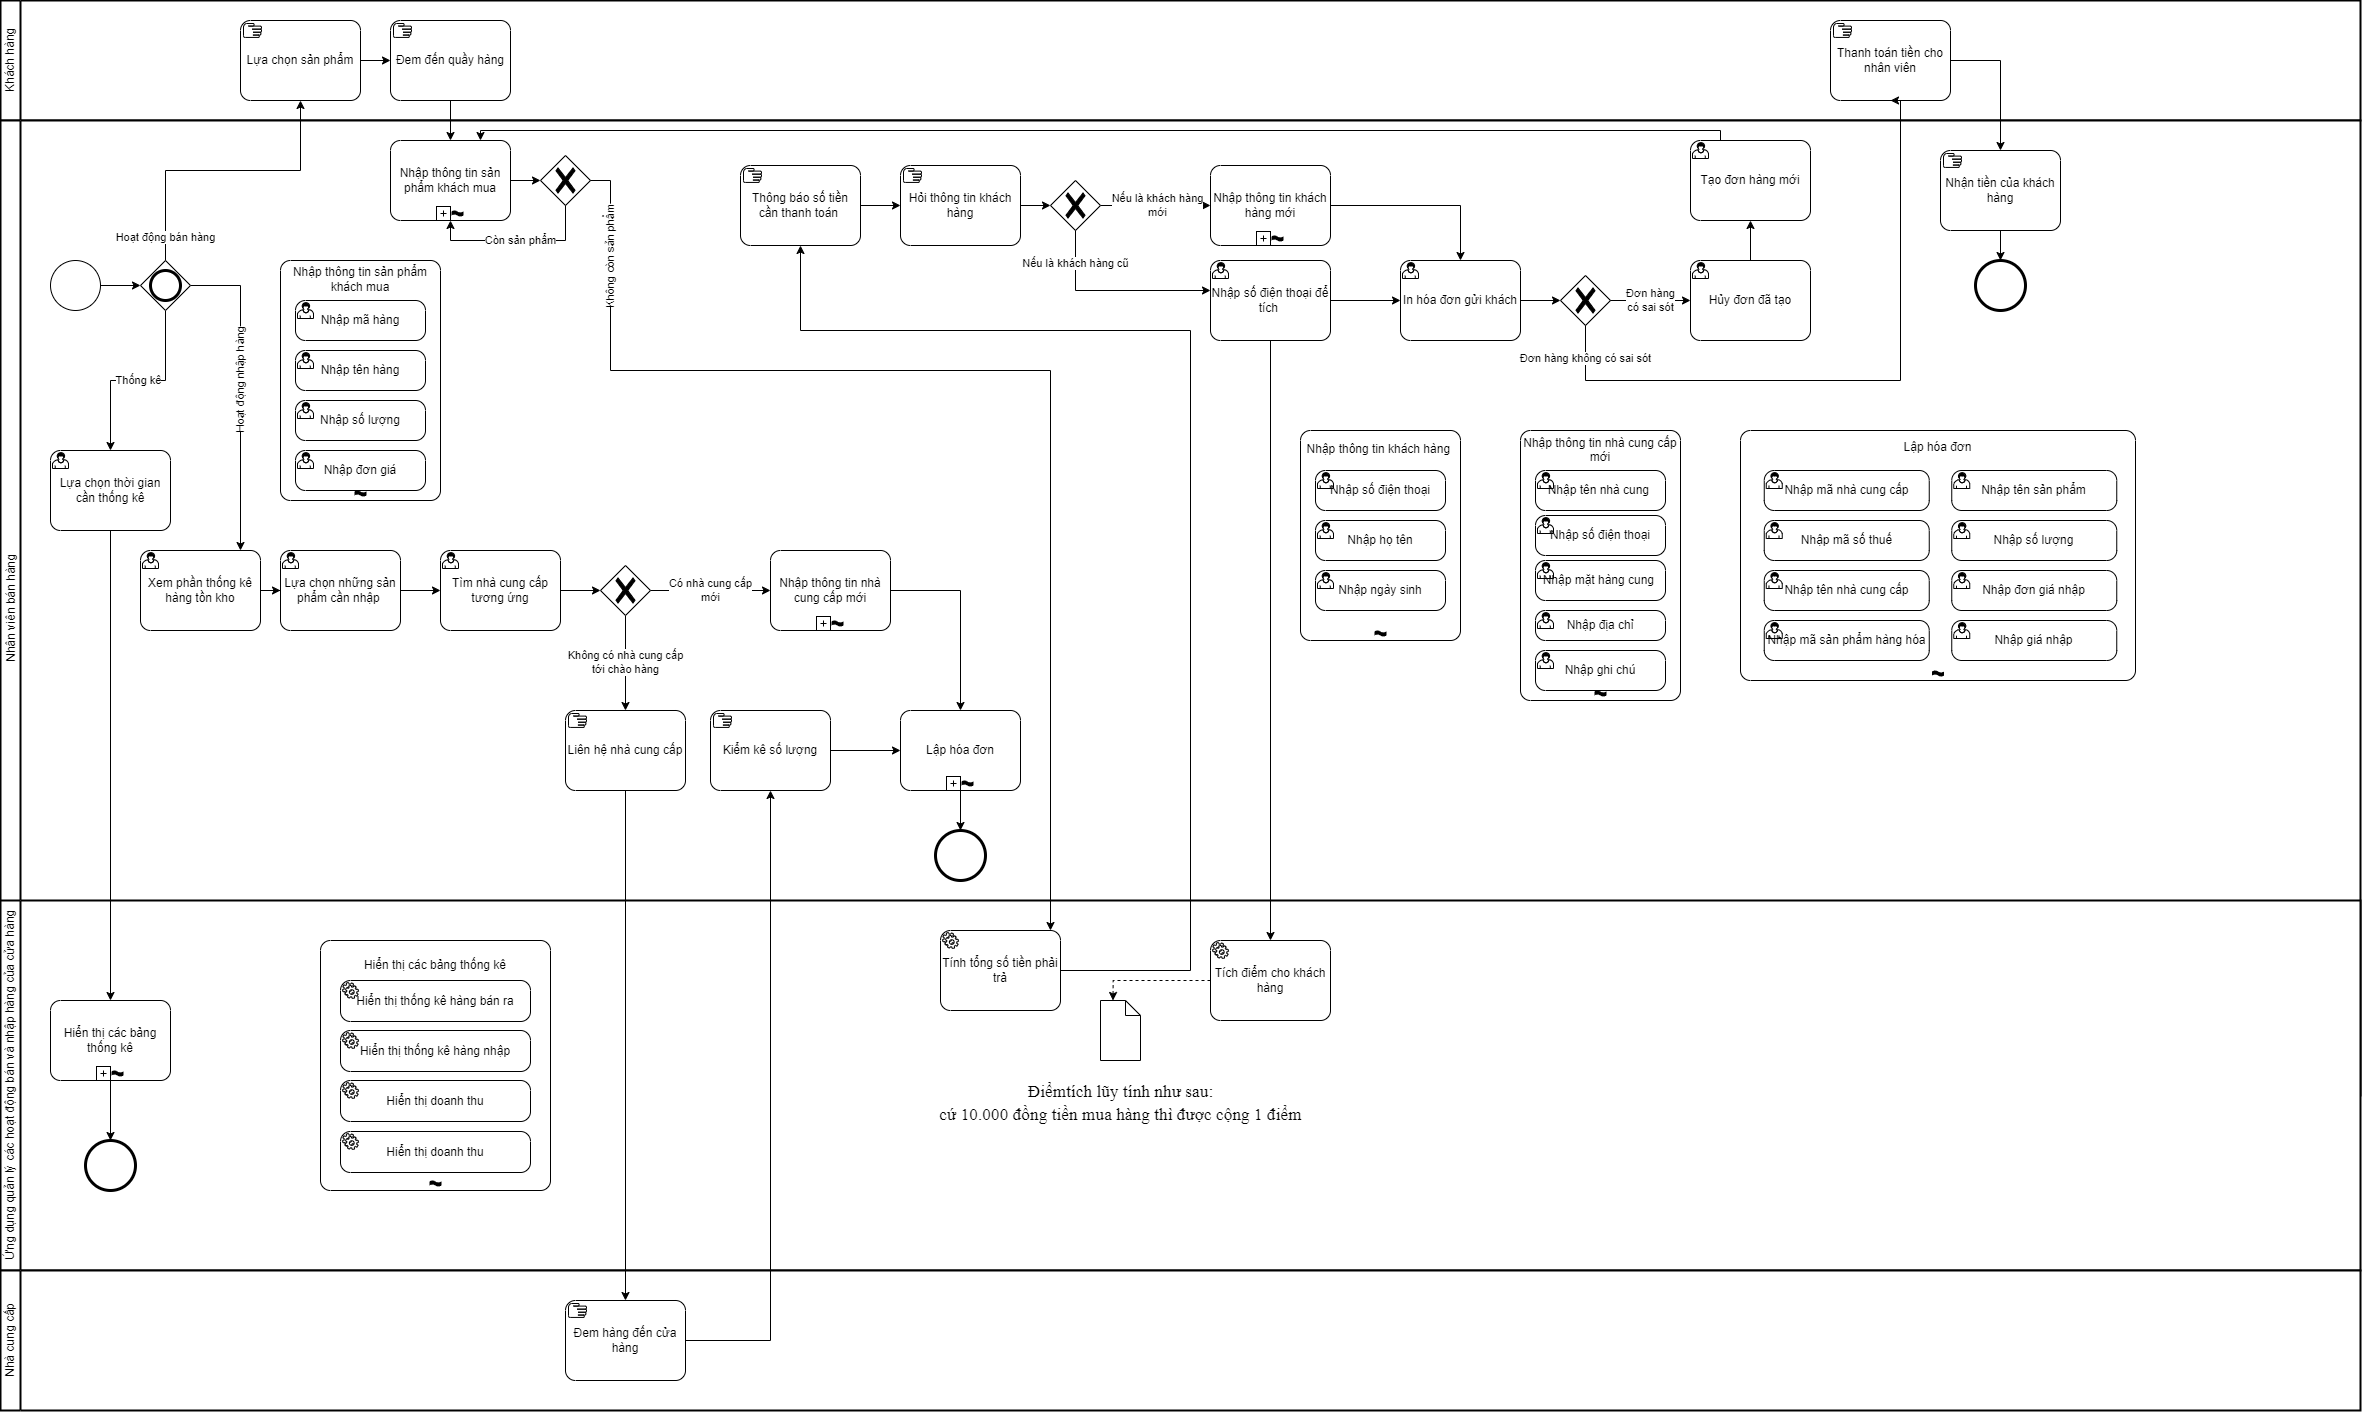 Khách hàng
Lựa chọn sản phẩm
Đem đến quầy hàng
Thanh toán tiền cho
nhân viên
Nhân viên bán hàng
Nhập thông tin sản
phẩm khách mua
Còn sản phẩm
Không còn sản phẩm
Thông báo số tiền
cần thanh toán
Hỏi thông tin khách
hàng
Nếu là khách hàng
mới
Nhập thông tin khách
hàng mới
Tạo đơn hàng mới
Nhận tiền của khách
hàng
Hoạt động bán hàng
Nếu là khách hàng cũ
Nhập số điện thoại để
tích
In hóa đơn gửi khách
Đơn hàng
có sai sót
Hủy đơn đã tạo
Đơn hàng không có sai sót
Nhập thông tin sản phẩm
khách mua
Nhập mã hàng
Nhập tên hàng
Nhập số lượng
Nhập đơn giá
Thống kê
Hoạt động nhập hàng
Lựa chọn thời gian
cần thống kê
Nhập thông tin khách hàng
Nhập số điện thoại
Nhập họ tên
Nhập ngày sinh
Nhập thông tin nhà cung cấp
mới
Nhập tên nhà cung
Nhập số điện thoại
Nhập mặt hàng cung
Nhập địa chỉ
Nhập ghi chú
Lập hóa đơn
Nhập mã nhà cung cấp
Nhập tên sản phẩm
Nhập mã số thuế
Nhập số lượng
Nhập tên nhà cung cấp
Nhập đơn giá nhập
Nhập mã sản phẩm hàng hóa
Nhập giá nhập
Xem phần thống kê
hàng tồn kho
Lựa chọn những sản
phẩm cần nhập
Tìm nhà cung cấp
tương ứng
Có nhà cung cấp
mới
Nhập thông tin nhà
cung cấp mới
Không có nhà cung cấp
tới chào hàng
Liên hệ nhà cung cấp
Kiểm kê số lượng
Lập hóa đơn
Ứng dụng quản lý các hoạt động bán và nhập hàng của cửa hàng
Hiển thị các bảng
thống kê
Hiển thị các bảng thống kê
Hiển thị thống kê hàng bán ra
Hiển thị thống kê hàng nhập
Hiển thị doanh thu
Hiển thị doanh thu
Tính tổng số tiền phải
trả
Tích điểm cho khách
hàng
Điểmtích lũy tính như sau:
cứ 10.000 đồng tiền mua hàng thì được cộng 1 điểm
Nhà cung cấp
Đem hàng đến cửa
hàng